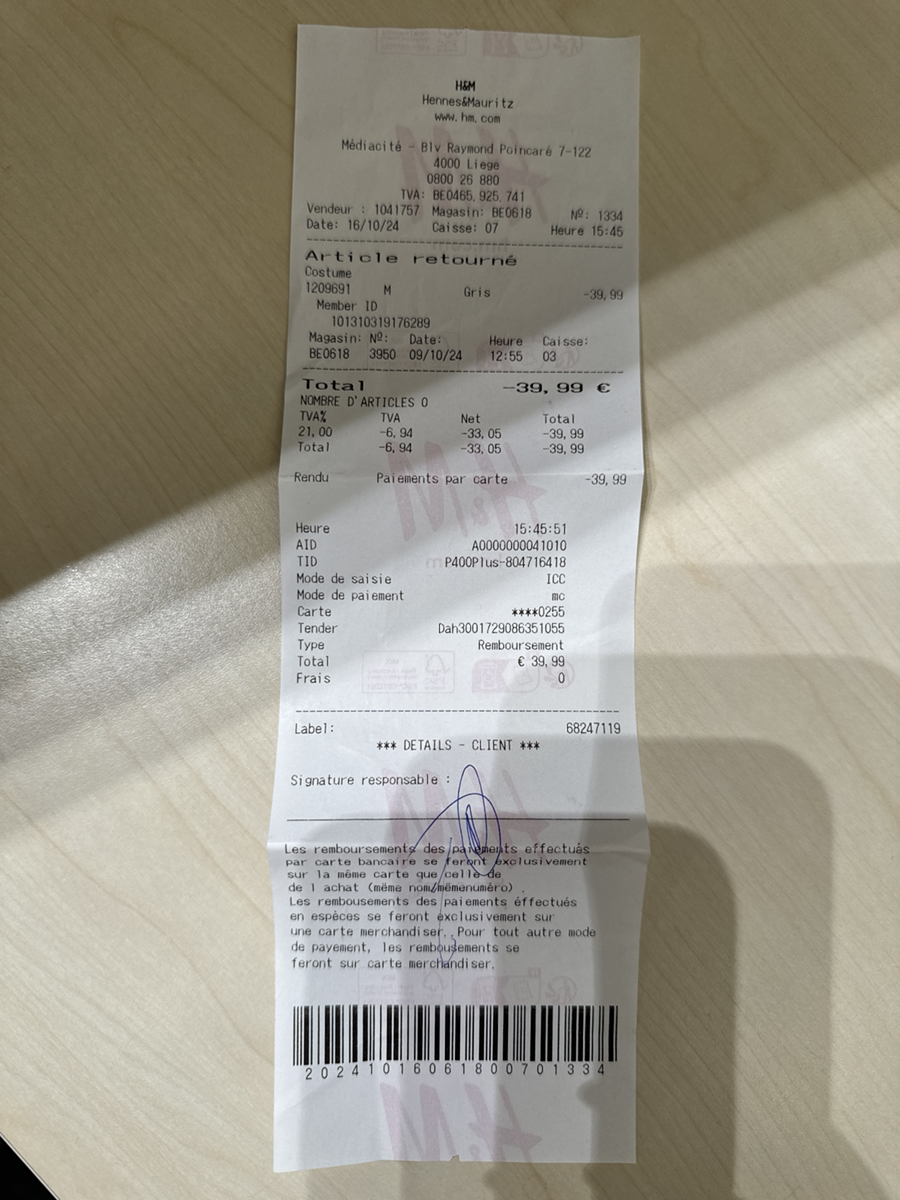 H&M
Hennes&Mauritz
www.hm.com
Médiacité - Blv Raymond Poincaré 7-122
4000 Liege
0800 26 880
TVA: BE0465.925.741
Vendeur : 1041757 Magasin: BE0618 Nº: 1334
Date: 16/10/24 Caisse: 07 Heure 15:45
Article retourné
Costume
1209691 M Gris -39,99
Member ID
101310319176289
Magasin: Nº: Date: Heure Caisse:
BE0618 3950 09/10/24 12:55 03
Total -39,99 €
NOMBRE D'ARTICLES 0
TVA% TVA Net Total
21,00 -6,94 -33,05 -39,99
Total -6,94 -33,05 -39,99
Rendu Paiements par carte -39,99
Heure 15:45:51
AID A0000000041010
TID P400Plus-804716418
Mode de saisie ICC
Mode de paiement mc
Carte ****0255
Tender Dah3001729086351055
Type Remboursement
Total € 39,99
Frais 0
Label: 68247119
*** DETAILS - CLIENT ***
Signature responsable :
Les remboursements des paiements effectués
par carte bancaire se feront exclusivement
sur la même carte que celle de
de l achat (même nom/mêmenuméro) .
Les rembousements des paiements éffectués
en espèces se feront exclusivement sur
une carte merchandiser. Pour tout autre mode
de payement, les rembousements se
feront sur carte merchandiser.
20241016061800701334